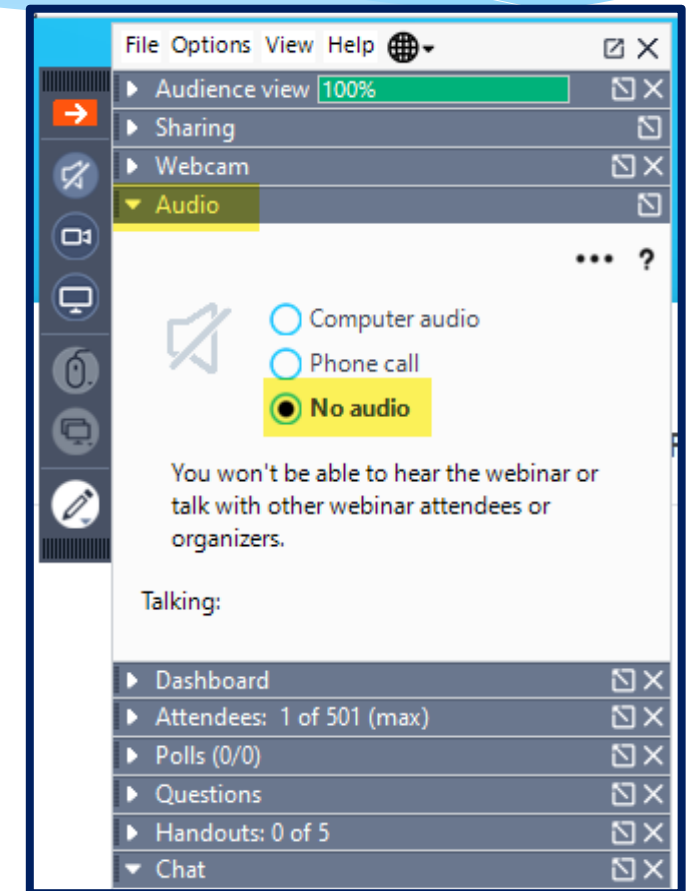 File Options View Help
Audience view 100%
Sharing
Webcam
Audio
... ?
Computer audio
Phone call
No audio
You won't be able to hear the webinar or
talk with other webinar attendees or
organizers.
Talking:
Dashboard
Attendees: 1 of 501 (max)
Polls (0/0)
Questions
Handouts: 0 of 5
Chat